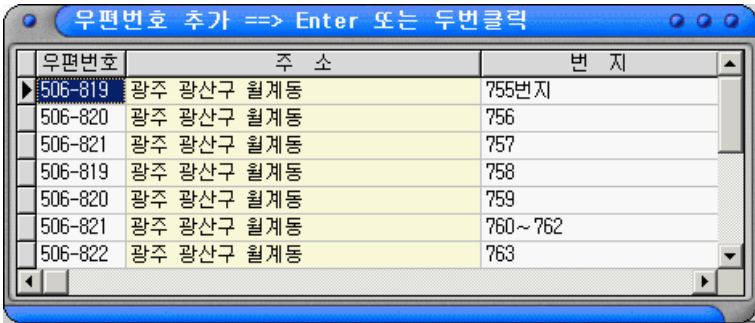 우편번호 추가 ==> Enter 또는 두번클릭
우편번호 주 소 번 지
506-819 광주 광산구 월계동 755번지
506-820 광주 광산구 월계동 756
506-821 광주 광산구 월계동 757
506-819 광주 광산구 월계동 758
506-820 광주 광산구 월계동 759
506-821 광주 광산구 월계동 760~762
506-822 광주 광산구 월계동 763